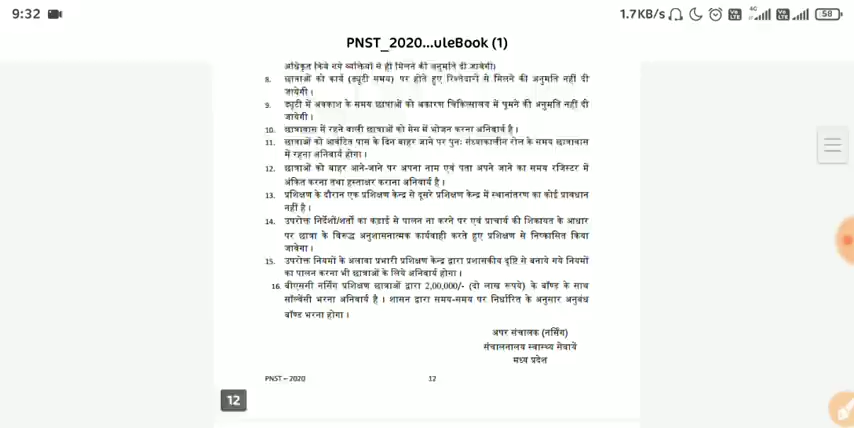 9:32
1.7KB/s 4G Vo LTE Vo LTE 58
PNST_2020...uleBook (1)
अधिकृत किये गये व्यक्तियों से ही मिलने की अनुमति दी जावेगी)
8. छात्राओं को कार्य (ड्यूटी समय) पर होते हुए रिश्तेदारों से मिलने की अनुमति नहीं दी
जायेगी।
9. ड्यूटी में अवकाश के समय छात्राओं को अकारण चिकित्सालय में घूमने की अनुमति नहीं दी
जायेगी।
10. छात्रावास में रहने वाली छात्राओं को मेस में भोजन करना अनिवार्य है।
11. छात्राओं को आवंटित पास के दिन बाहर जाने पर पुनः संध्याकालीन रोल के समय छात्रावास
में रहना अनिवार्य होगा।
12. छात्राओं को बाहर आने-जाने पर अपना नाम एवं पता अपने जाने का समय रजिस्टर में
अंकित करना तथा हस्ताक्षर कराना अनिवार्य है।
13. प्रशिक्षण के दौरान एक प्रशिक्षण केन्द्र से दूसरे प्रशिक्षण केन्द्र में स्थानांतरण का कोई प्रावधान
नहीं है।
14. उपरोक्त निर्देशों/शर्तों का कड़ाई से पालन ना करने पर एवं प्राचार्य की शिकायत के आधार
पर छात्रा के विरूद्ध अनुशासनात्मक कार्यवाही करते हुए प्रशिक्षण से निष्कासित किया
जावेगा।
15. उपरोक्त नियमों के अलावा प्रभारी प्रशिक्षण केन्द्र द्वारा प्रशासकीय दृष्टि से बनाये गये नियमों
का पालन करना भी छात्राओं के लिये अनिवार्य होगा।
16. बीएससी नर्सिंग प्रशिक्षण छात्राओं द्वारा 2,00,000/- (दो लाख रूपये) के बॉण्ड के साथ
सॉल्वेंसी भरना अनिवार्य है। शासन द्वारा समय-समय पर निर्धारित के अनुसार अनुबंध
बॉण्ड भरना होगा।
अपर संचालक (नर्सिंग)
संचालनालय स्वास्थ्य सेवायें
मध्य प्रदेश
PNST – 2020 12
12